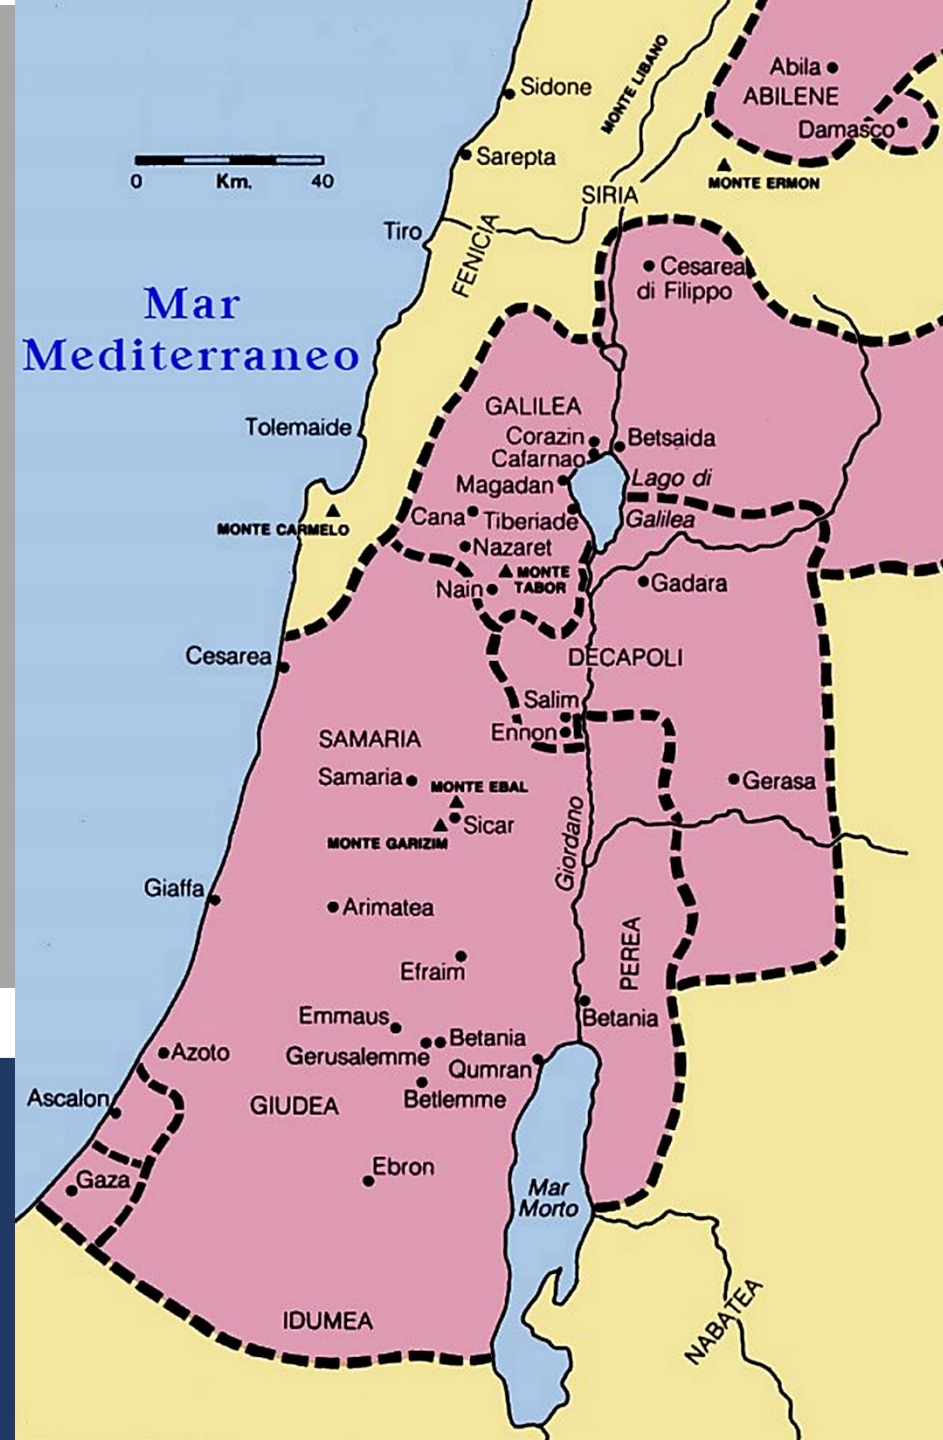 Abila
ABILENE
Damasco
MONTE LIBANO
Sidone
Sarepta
0 Km. 40
MONTE ERMON
SIRIA
Tiro
FENICIA
Cesarea
di Filippo
Mar
Mediterraneo
GALILEA
Tolemaide
Corazin
Betsaida
Cafarnao
Lago di
Galilea
Magadan
Cana
Tiberiade
MONTE CARMELO
Nazaret
MONTE
TABOR
Nain
Gadara
Cesarea
DECAPOLI
Salim
Ennon
SAMARIA
Samaria
MONTE EBAL
Gerasa
Sicar
MONTE GARIZIM
Giordano
Giaffa
Arimatea
PEREA
Efraim
Emmaus
Betania
Betania
Gerusalemme
Azoto
Qumran
Ascalon
GIUDEA
Betlemme
Ebron
Gaza
Mar
Morto
IDUMEA
NABATEA